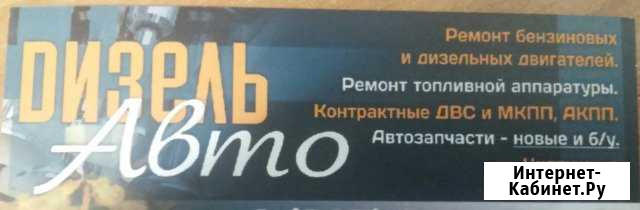 ДИЗЕЛЬ
Авто
Ремонт бензиновых
и дизельных двигателей.
Ремонт топливной аппаратуры.
Контрактные ДВС и МКПП, АКПП.
Автозапчасти - новые и б/у.
Интернет-
Кабинет.Ру